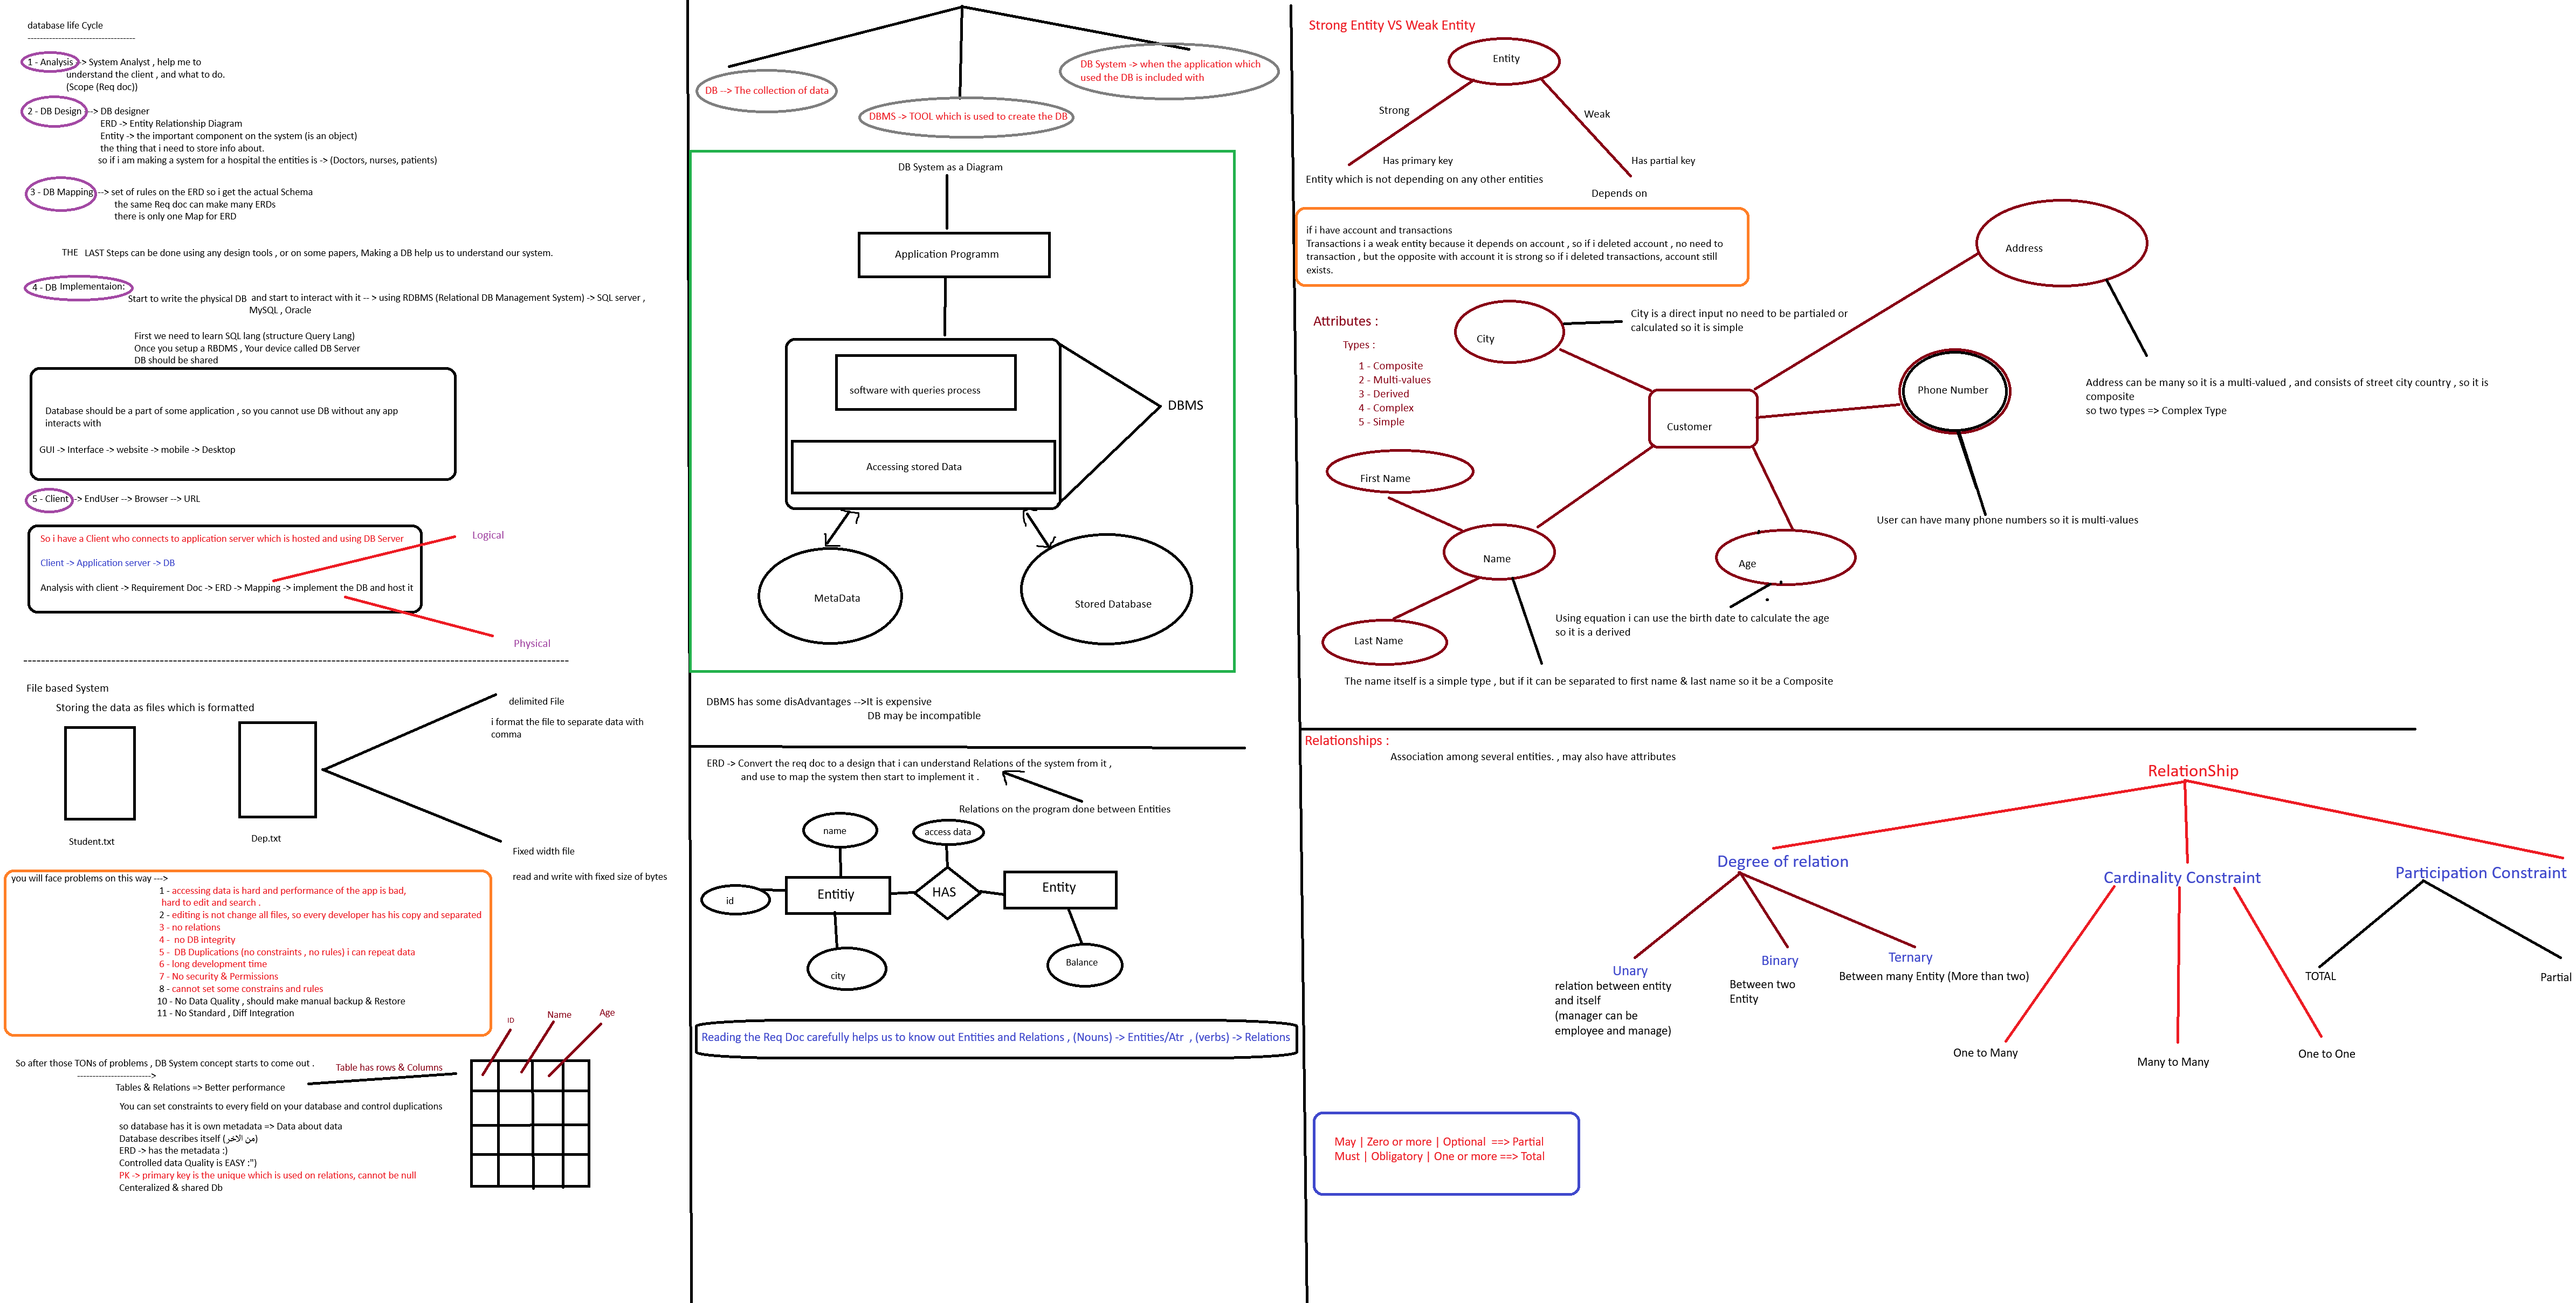 database life Cycle
-----------------------------------
1 - Analysis -> System Analyst , help me to
understand the client , and what to do.
(Scope (Req doc))
2 - DB Design --> DB designer
ERD -> Entity Relationship Diagram
Entity -> the important component on the system (is an object)
the thing that i need to store info about.
so if i am making a system for a hospital the entities is -> (Doctors, nurses, patients)
3 - DB Mapping --> set of rules on the ERD so i get the actual Schema
the same Req doc can make many ERDs
there is only one Map for ERD
THE LAST Steps can be done using any design tools , or on some papers, Making a DB help us to understand our system.
4 - DB Implementaion:
Start to write the physical DB and start to interact with it -- > using RDBMS (Relational DB Management System) -> SQL server ,
MySQL , Oracle
First we need to learn SQL lang (structure Query Lang)
Once you setup a RBDMS , Your device called DB Server
DB should be shared
Database should be a part of some application , so you cannot use DB without any app
interacts with
GUI -> Interface -> website -> mobile -> Desktop
5 - Client -> EndUser --> Browser --> URL
So i have a Client who connects to application server which is hosted and using DB Server
Client -> Application server -> DB
Analysis with client -> Requirement Doc -> ERD -> Mapping -> implement the DB and host it
Logical
Physical
File based System
Storing the data as files which is formatted
Student.txt
Dep.txt
delimited File
i format the file to separate data with
comma
Fixed width file
read and write with fixed size of bytes
you will face problems on this way --->
1 - accessing data is hard and performance of the app is bad,
hard to edit and search .
2 - editing is not change all files, so every developer has his copy and separated
3 - no relations
4 - no DB integrity
5 - DB Duplications (no constraints , no rules) i can repeat data
6 - long development time
7 - No security & Permissions
8 - cannot set some constrains and rules
10 - No Data Quality , should make manual backup & Restore
11 - No Standard , Diff Integration
So after those TONs of problems , DB System concept starts to come out .
------------------------>
Tables & Relations => Better performance
Table has rows & Columns
ID
Name
Age
You can set constraints to every field on your database and control duplications
so database has it is own metadata => Data about data
Database describes itself (من الاخر)
ERD -> has the metadata :)
Controlled data Quality is EASY :")
PK -> primary key is the unique which is used on relations, cannot be null
Centeralized & shared Db
DB --> The collection of data
DBMS -> TOOL which is used to create the DB
DB System -> when the application which
used the DB is included with
DB System as a Diagram
Application Programm
software with queries process
Accessing stored Data
DBMS
MetaData
Stored Database
DBMS has some disAdvantages -->It is expensive
DB may be incompatible
ERD -> Convert the req doc to a design that i can understand Relations of the system from it ,
and use to map the system then start to implement it .
Relations on the program done between Entities
name
access data
id
Entitiy
HAS
Entity
city
Balance
Reading the Req Doc carefully helps us to know out Entities and Relations , (Nouns) -> Entities/Atr , (verbs) -> Relations
Strong Entity VS Weak Entity
Entity
Strong
Weak
Has primary key
Has partial key
Entity which is not depending on any other entities
Depends on
if i have account and transactions
Transactions i a weak entity because it depends on account , so if i deleted account , no need to
transaction , but the opposite with account it is strong so if i deleted transactions, account still
exists.
Attributes :
Types :
1 - Composite
2 - Multi-values
3 - Derived
4 - Complex
5 - Simple
City
City is a direct input no need to be partialed or
calculated so it is simple
Address
Address can be many so it is a multi-valued , and consists of street city country , so it is
composite
so two types => Complex Type
Phone Number
User can have many phone numbers so it is multi-values
Customer
First Name
Name
Last Name
Age
Using equation i can use the birth date to calculate the age
so it is a derived
The name itself is a simple type , but if it can be separated to first name & last name so it be a Composite
Relationships :
Association among several entities. , may also have attributes
RelationShip
Degree of relation
Cardinality Constraint
Participation Constraint
Unary
relation between entity
and itself
(manager can be
employee and manage)
Binary
Between two
Entity
Ternary
Between many Entity (More than two)
One to Many
Many to Many
One to One
TOTAL
Partial
May | Zero or more | Optional ==> Partial
Must | Obligatory | One or more ==> Total